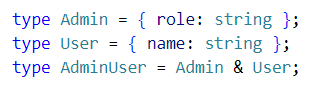 type Admin = { role: string };
type User = { name: string };
type AdminUser = Admin & User;